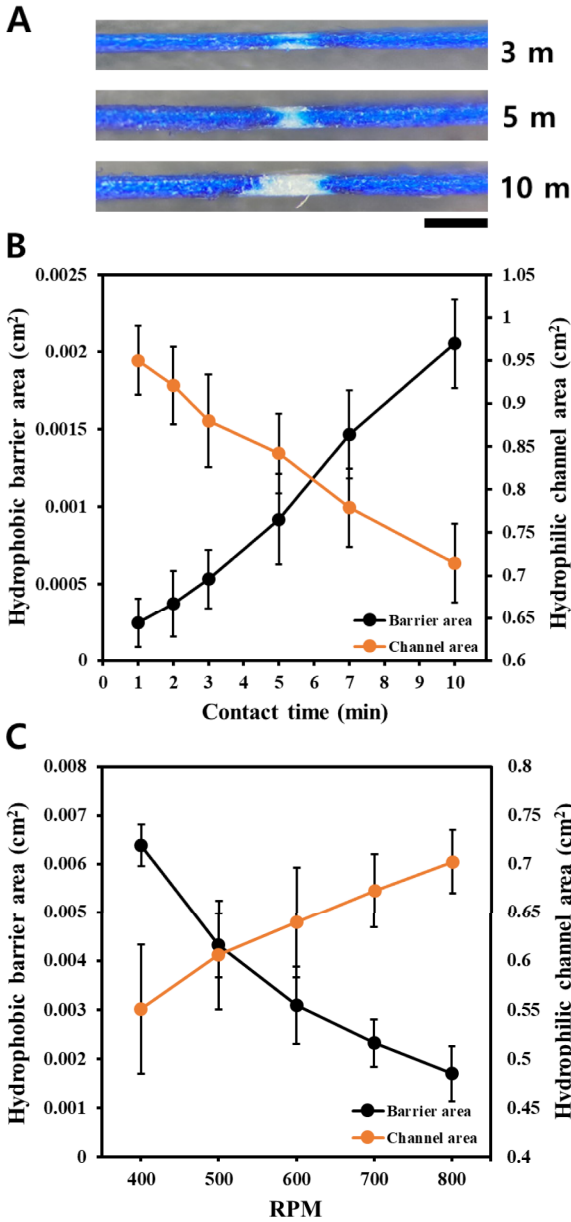 A
3 m
5 m
10 m
B
Hydrophobic barrier area (cm²)
0.0025
0.002
0.0015
0.001
0.0005
0
1.05
1
0.95
0.9
0.85
0.8
0.75
0.7
0.65
0.6
Hydrophilic channel area (cm²)
Barrier area
Channel area
0 1 2 3 4 5 6 7 8 9 10
Contact time (min)
C
Hydrophobic barrier area (cm²)
0.008
0.007
0.006
0.005
0.004
0.003
0.002
0.001
0
0.8
0.75
0.7
0.65
0.6
0.55
0.5
0.45
0.4
Hydrophilic channel area (cm²)
Barrier area
Channel area
400 500 600 700 800
RPM